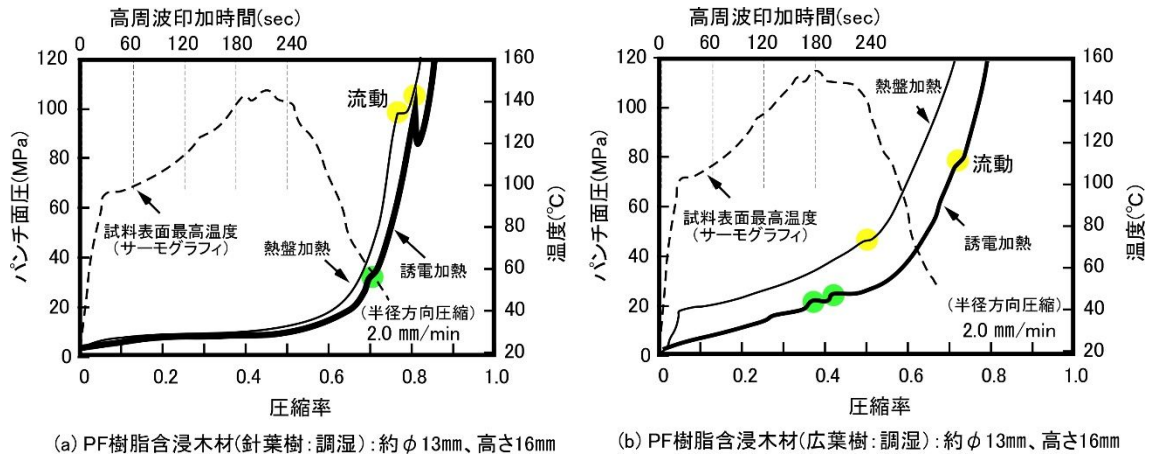 高周波印加時間(sec)
0 60 120 180 240
120 100 80 60 40 20 0
パンチ面圧(MPa)
160 140 120 100 80 60 40 20
温度(℃)
流動
試料表面最高温度
(サーモグラフィ)
熱盤加熱
誘電加熱
(半径方向圧縮)
2.0 mm/min
0 0.2 0.4 0.6 0.8 1.0
圧縮率
(a) PF樹脂含浸木材(針葉樹:調湿):約φ13mm、高さ16mm
高周波印加時間(sec)
0 60 120 180 240
120 100 80 60 40 20 0
パンチ面圧(MPa)
160 140 120 100 80 60 40 20
温度(℃)
熱盤加熱
流動
試料表面最高温度
(サーモグラフィ)
誘電加熱
(半径方向圧縮)
2.0 mm/min
0 0.2 0.4 0.6 0.8 1.0
圧縮率
(b) PF樹脂含浸木材(広葉樹:調湿):約φ13mm、高さ16mm